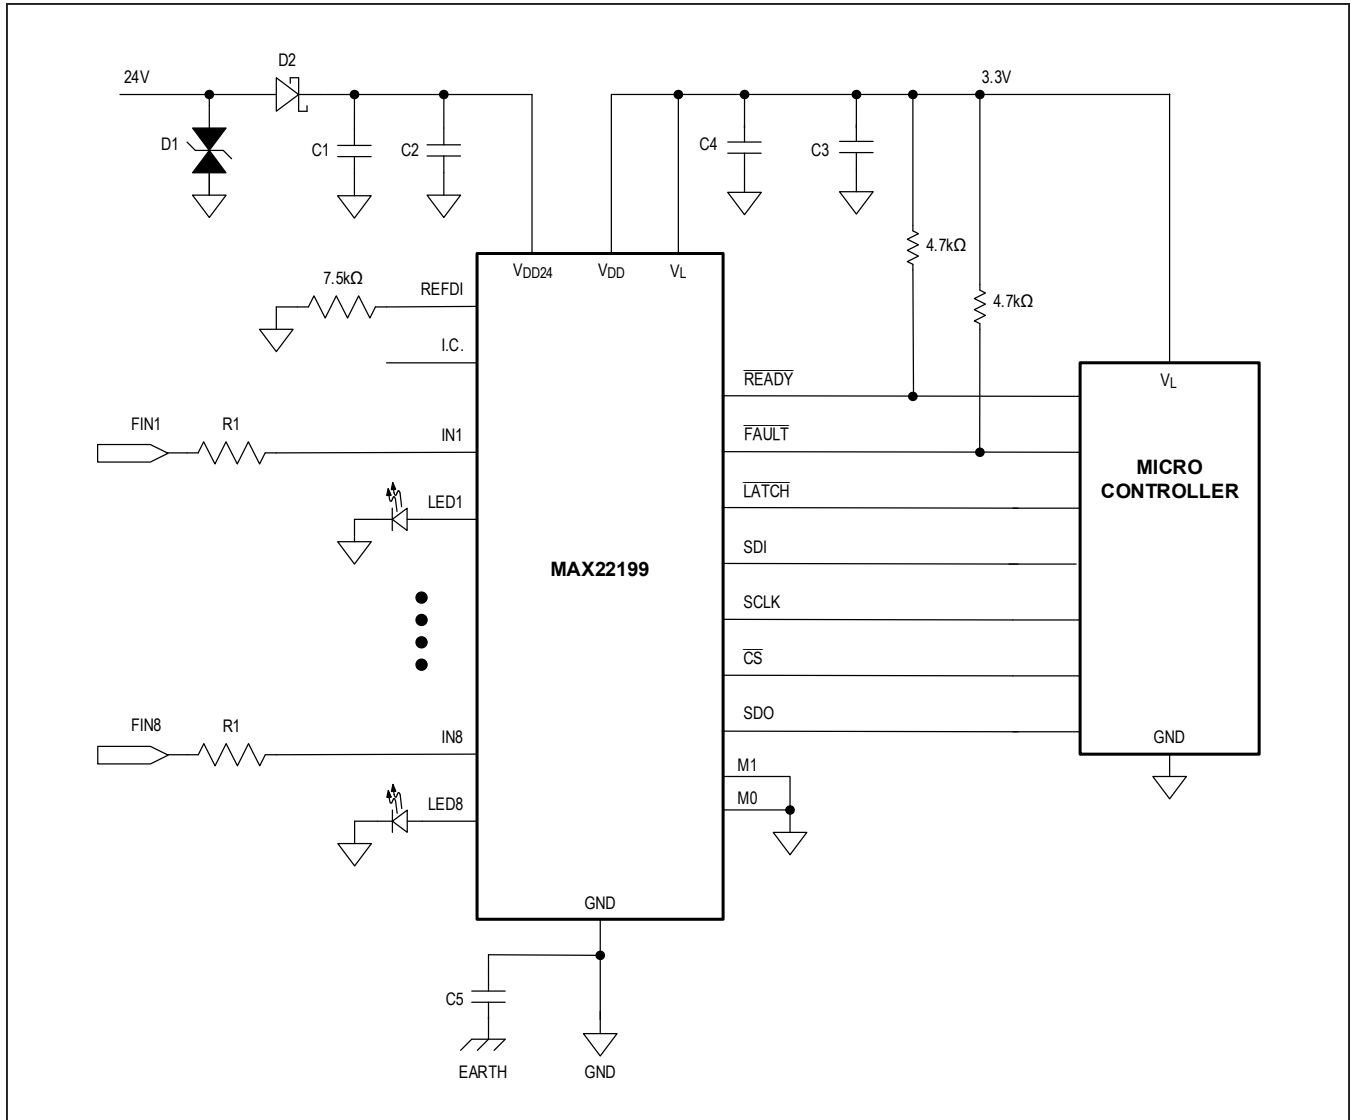 D2
24V
3.3V
D1
C1
C2
C4
C3
4.7kΩ
4.7kΩ
VDD24
VDD
VL
7.5kΩ
REFDI
I.C.
READY
VL
FIN1
R1
IN1
FAULT
MICRO
CONTROLLER
LED1
LATCH
SDI
MAX22199
SCLK
CS
SDO
FIN8
R1
IN8
GND
M1
M0
LED8
GND
C5
EARTH
GND